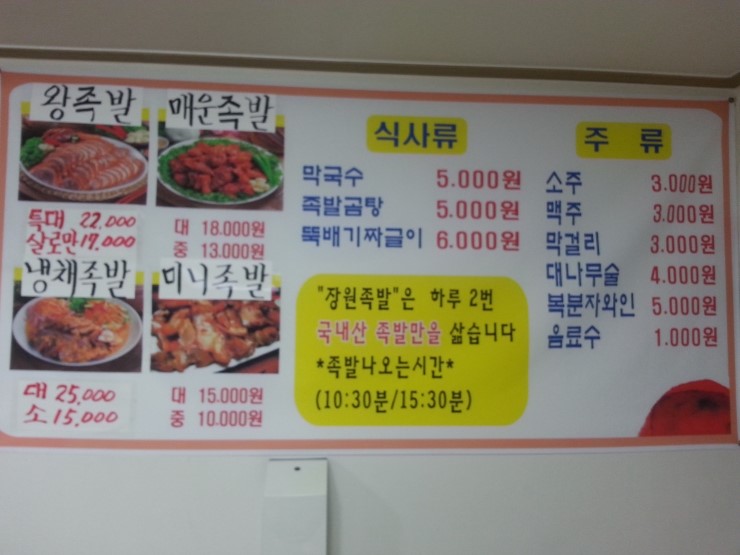 왕족발
특대 22,000
살로만 17,000
매운족발
대 18.000원
중 13.000원
냉채족발
대 25,000
소 15,000
미니족발
대 15.000원
중 10.000원
식사류
막국수 5.000원
족발곰탕 5.000원
뚝배기짜글이 6.000원
"장원족발"은 하루 2번
국내산 족발만을 삶습니다
*족발나오는시간*
(10:30분/15:30분)
주 류
소주 3.000원
맥주 3.000원
막걸리 3.000원
대나무술 4.000원
복분자와인 5.000원
음료수 1.000원